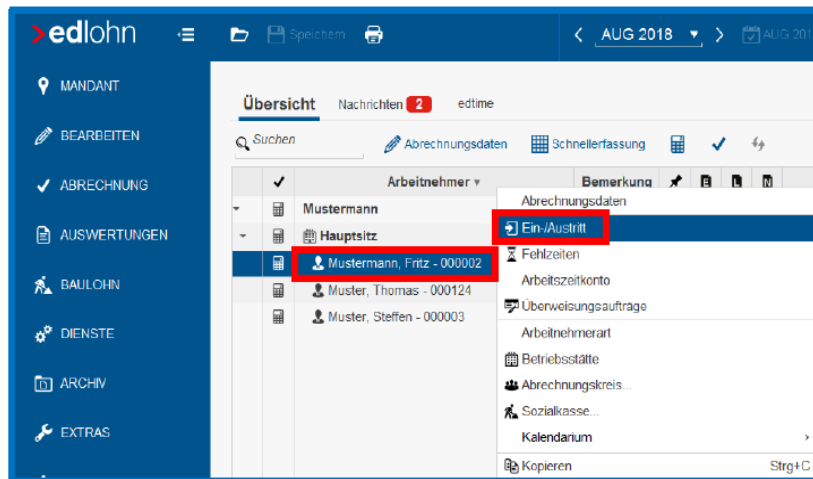 edlohn
Speichern
AUG 2018
AUG 201
MANDANT
BEARBEITEN
ABRECHNUNG
AUSWERTUNGEN
BAULOHN
DIENSTE
ARCHIV
EXTRAS
Übersicht Nachrichten 2 edtime
Suchen Abrechnungsdaten Schnellerfassung
Arbeitnehmer Bemerkung E L N
Mustermann
Hauptsitz
Mustermann, Fritz - 000002
Muster, Thomas - 000124
Muster, Steffen - 000003
Abrechnungsdaten
Ein-/Austritt
Fehlzeiten
Arbeitszeitkonto
Überweisungsaufträge
Arbeitnehmerart
Betriebsstätte
Abrechnungskreis...
Sozialkasse...
Kalendarium
Kopieren Strg+C